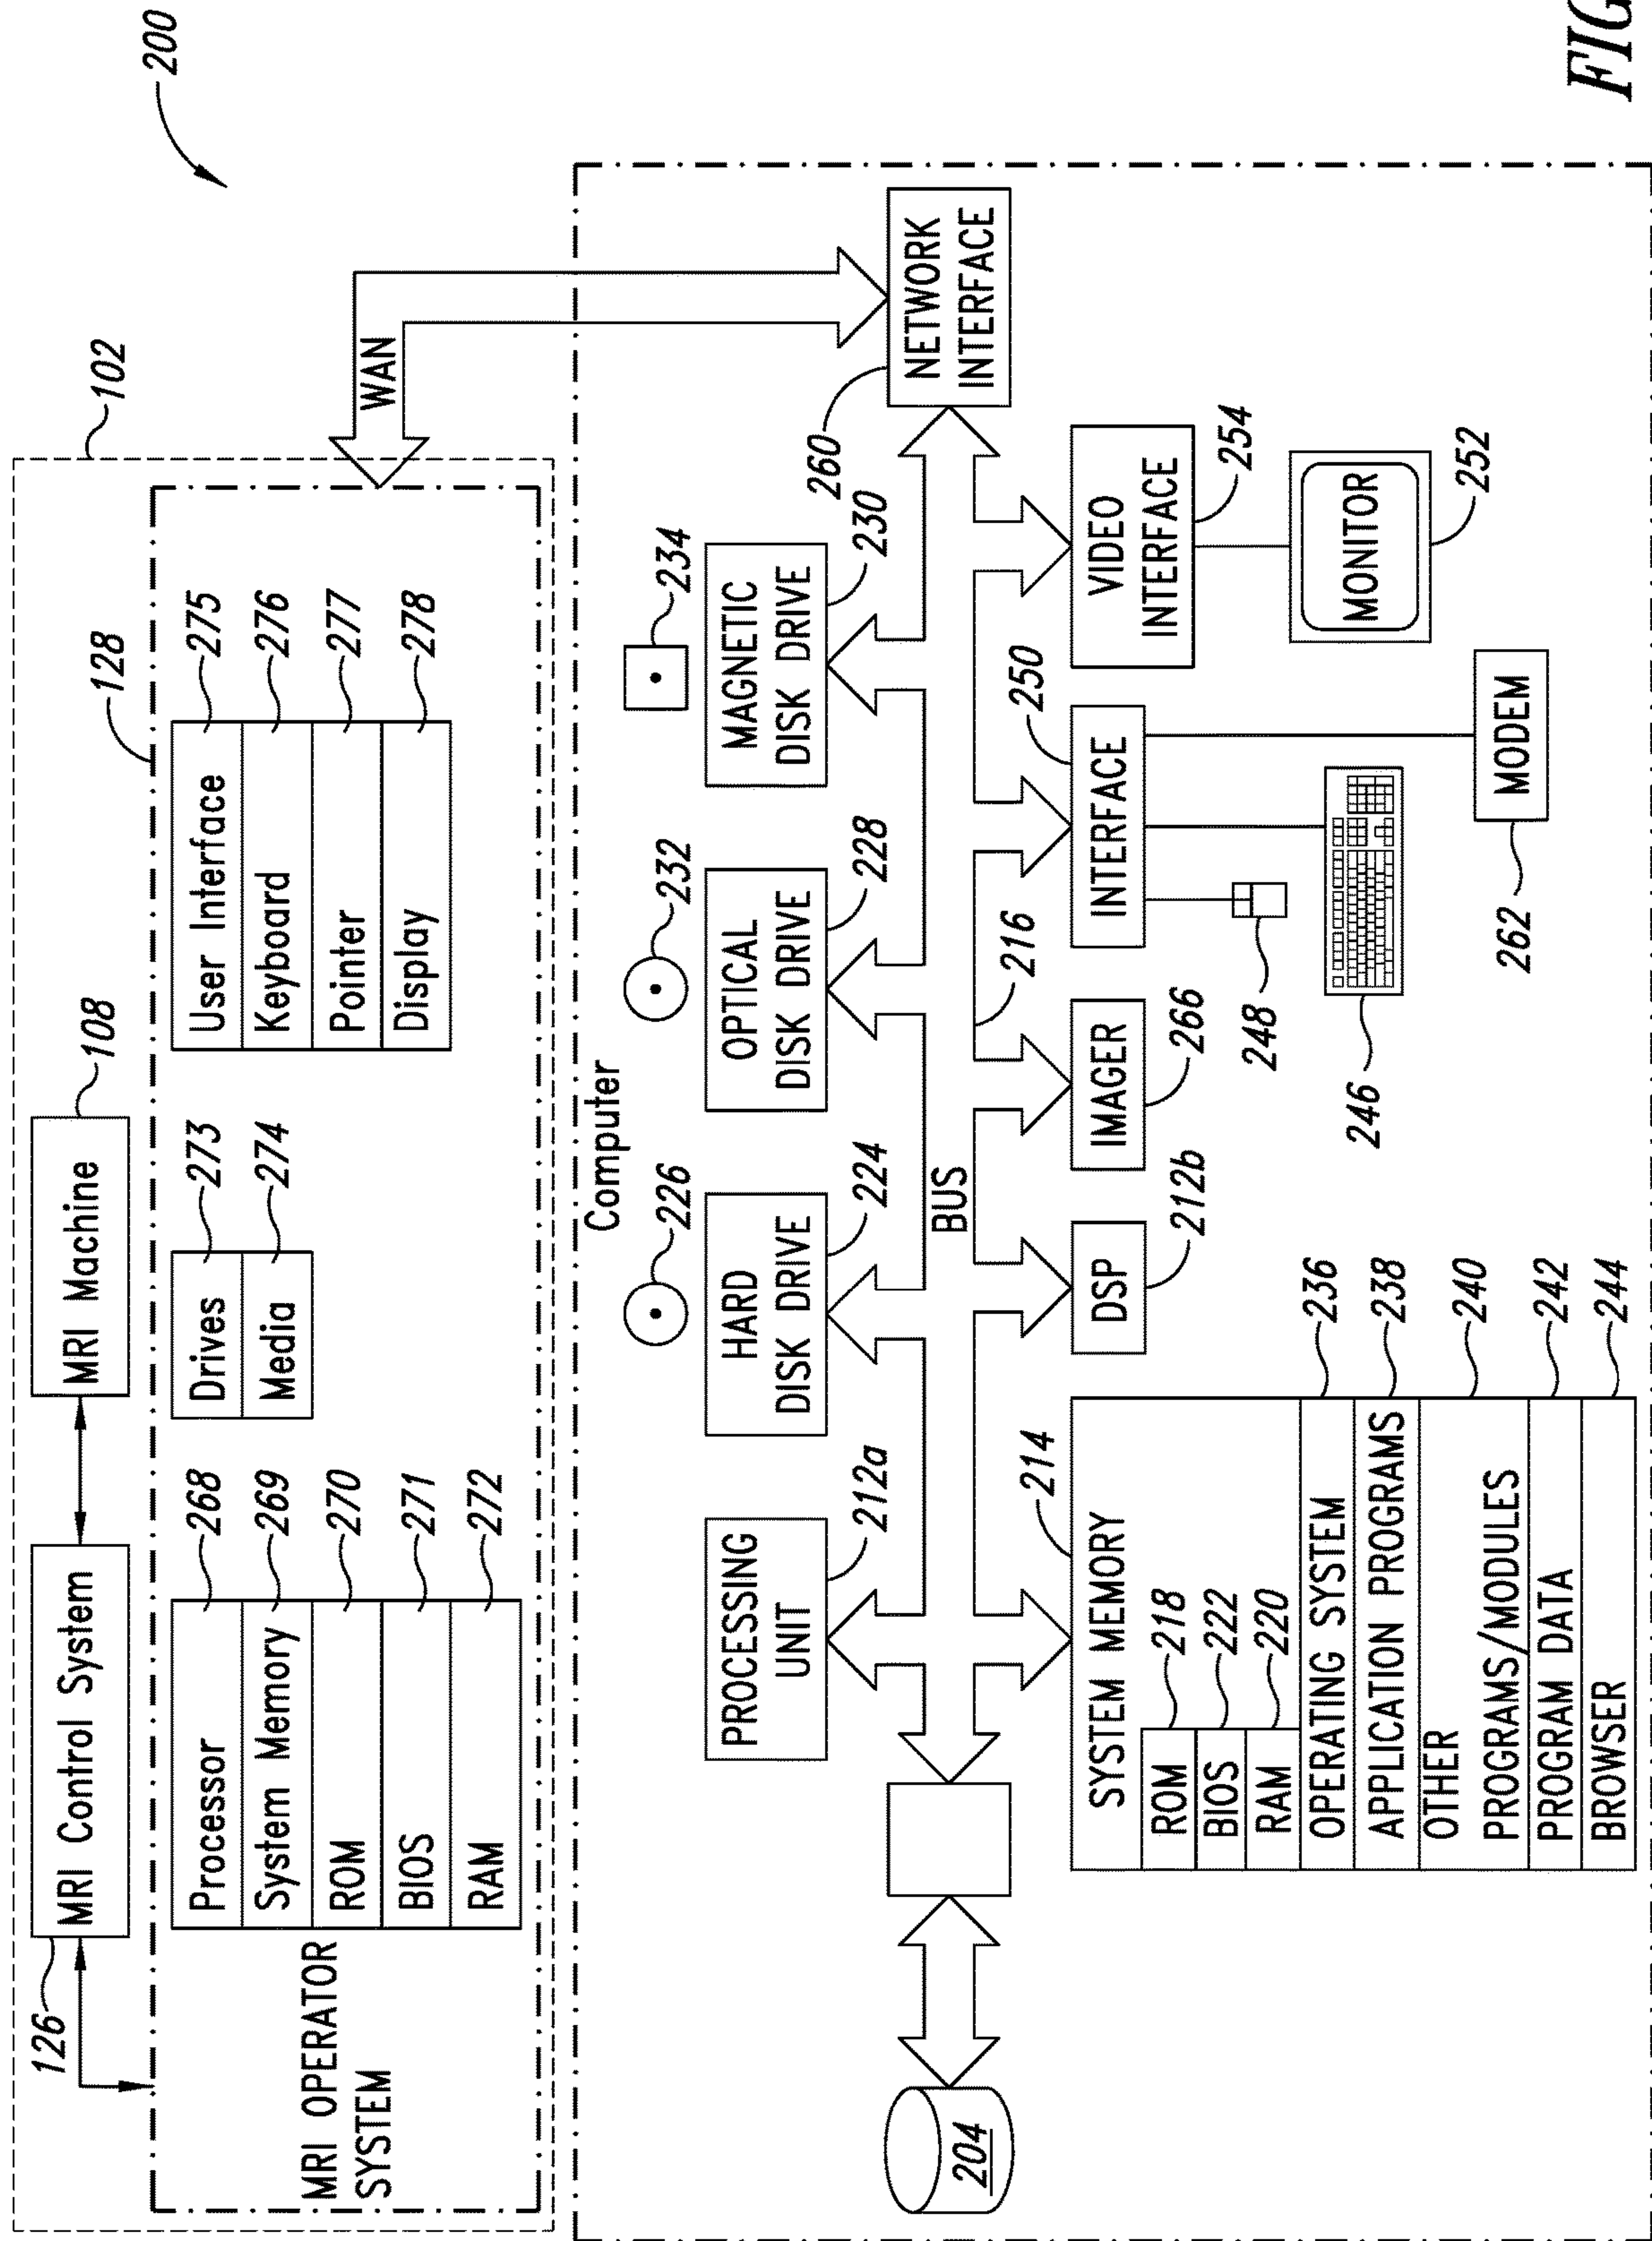 200
102
MRI Control System
126
MRI Machine
108
128
MRI OPERATOR
SYSTEM
Processor
268
System Memory
269
ROM
270
BIOS
271
RAM
272
Drives
273
Media
274
User Interface
275
Keyboard
276
Pointer
277
Display
278
WAN
Computer
226
232
234
PROCESSING
UNIT
212a
HARD
DISK DRIVE
224
OPTICAL
DISK DRIVE
228
MAGNETIC
DISK DRIVE
230
260
NETWORK
INTERFACE
204
BUS
216
SYSTEM MEMORY
214
ROM
218
BIOS
222
RAM
220
OPERATING SYSTEM
236
APPLICATION PROGRAMS
238
OTHER
PROGRAMS/MODULES
240
PROGRAM DATA
242
BROWSER
244
DSP
212b
IMAGER
266
INTERFACE
250
VIDEO
INTERFACE
254
248
246
MONITOR
252
MODEM
262
FIG